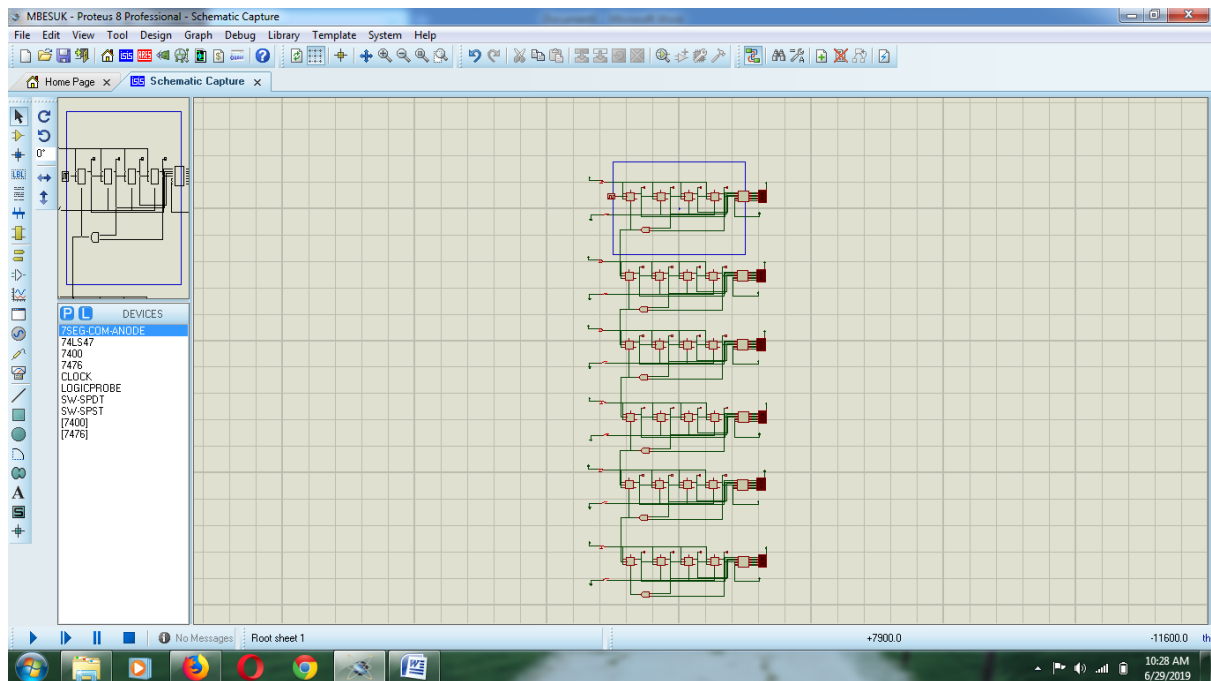 MBESUK - Proteus 8 Professional - Schematic Capture
File Edit View Tool Design Graph Debug Library Template System Help
Home Page
Schematic Capture
0°
LBL
P L DEVICES
7SEG-COM-ANODE
74LS47
7400
7476
CLOCK
LOGICPROBE
SW-SPDT
SW-SPST
[7400]
[7476]
A
S
No Messages Root sheet 1 +7900.0 -11600.0 th
10:28 AM
6/29/2019